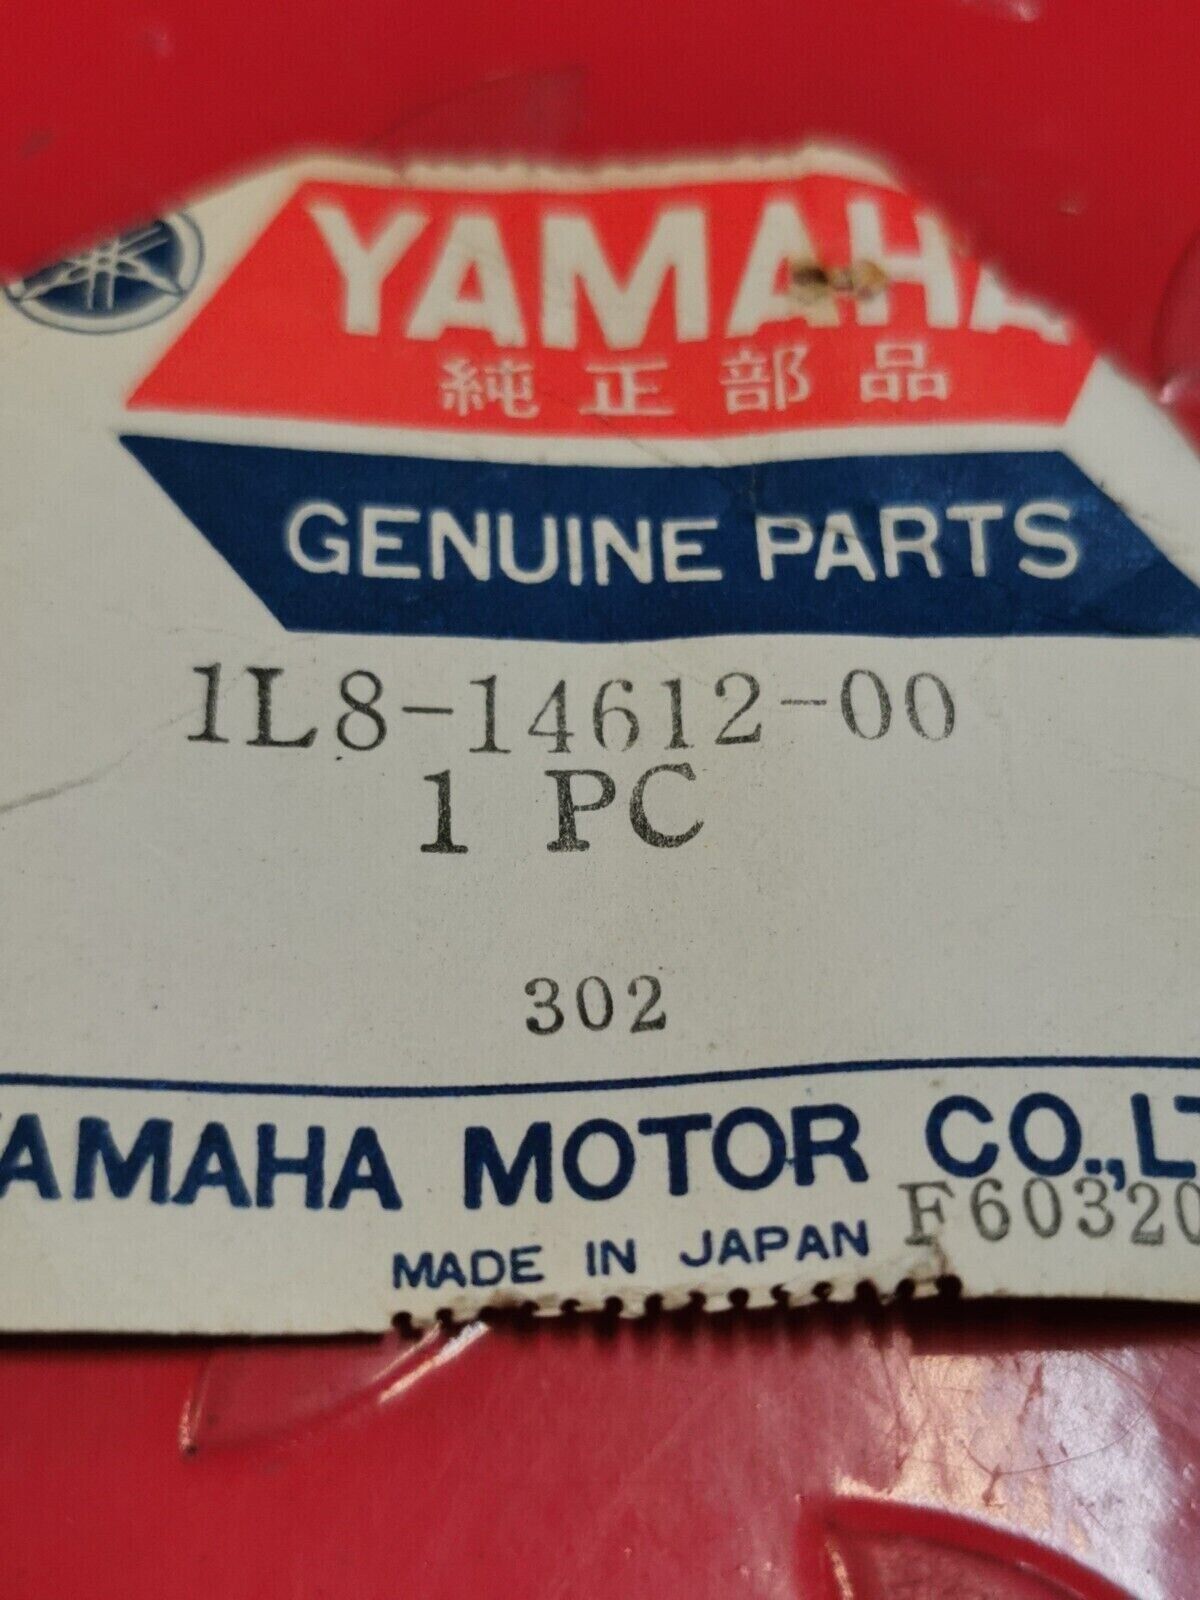 YAMAHA
純正部品
GENUINE PARTS
1L8-14612-00
1 PC
302
YAMAHA MOTOR CO.,LT
MADE IN JAPAN F60320